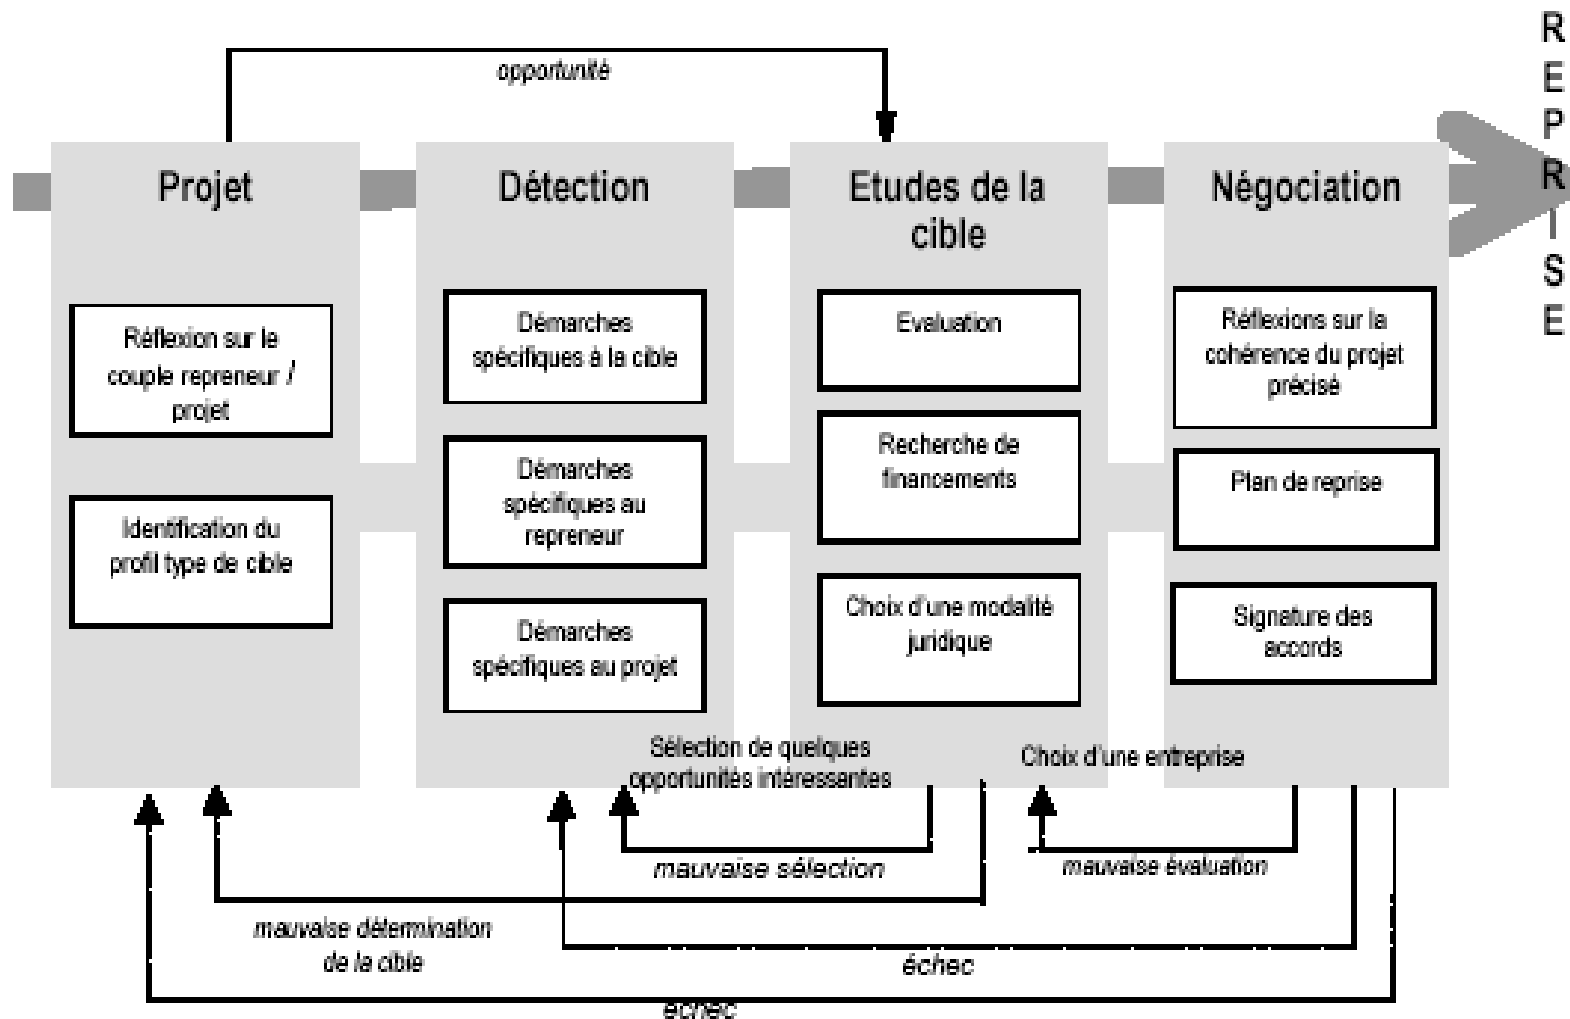 opportunité
R
E
P
R
I
S
E
Projet
Réflexion sur le
couple repreneur /
projet
Identification du
profil type de cible
Détection
Démarches
spécifiques à la cible
Démarches
spécifiques au
repreneur
Démarches
spécifiques au projet
Etudes de la
cible
Evaluation
Recherche de
financements
Choix d'une modalité
juridique
Négociation
Réflexions sur la
cohérence du projet
précisé
Plan de reprise
Signature des
accords
Sélection de quelques
opportunités intéressantes
Choix d'une entreprise
mauvaise sélection
mauvaise évaluation
mauvaise détermination
de la cible
échec
échec